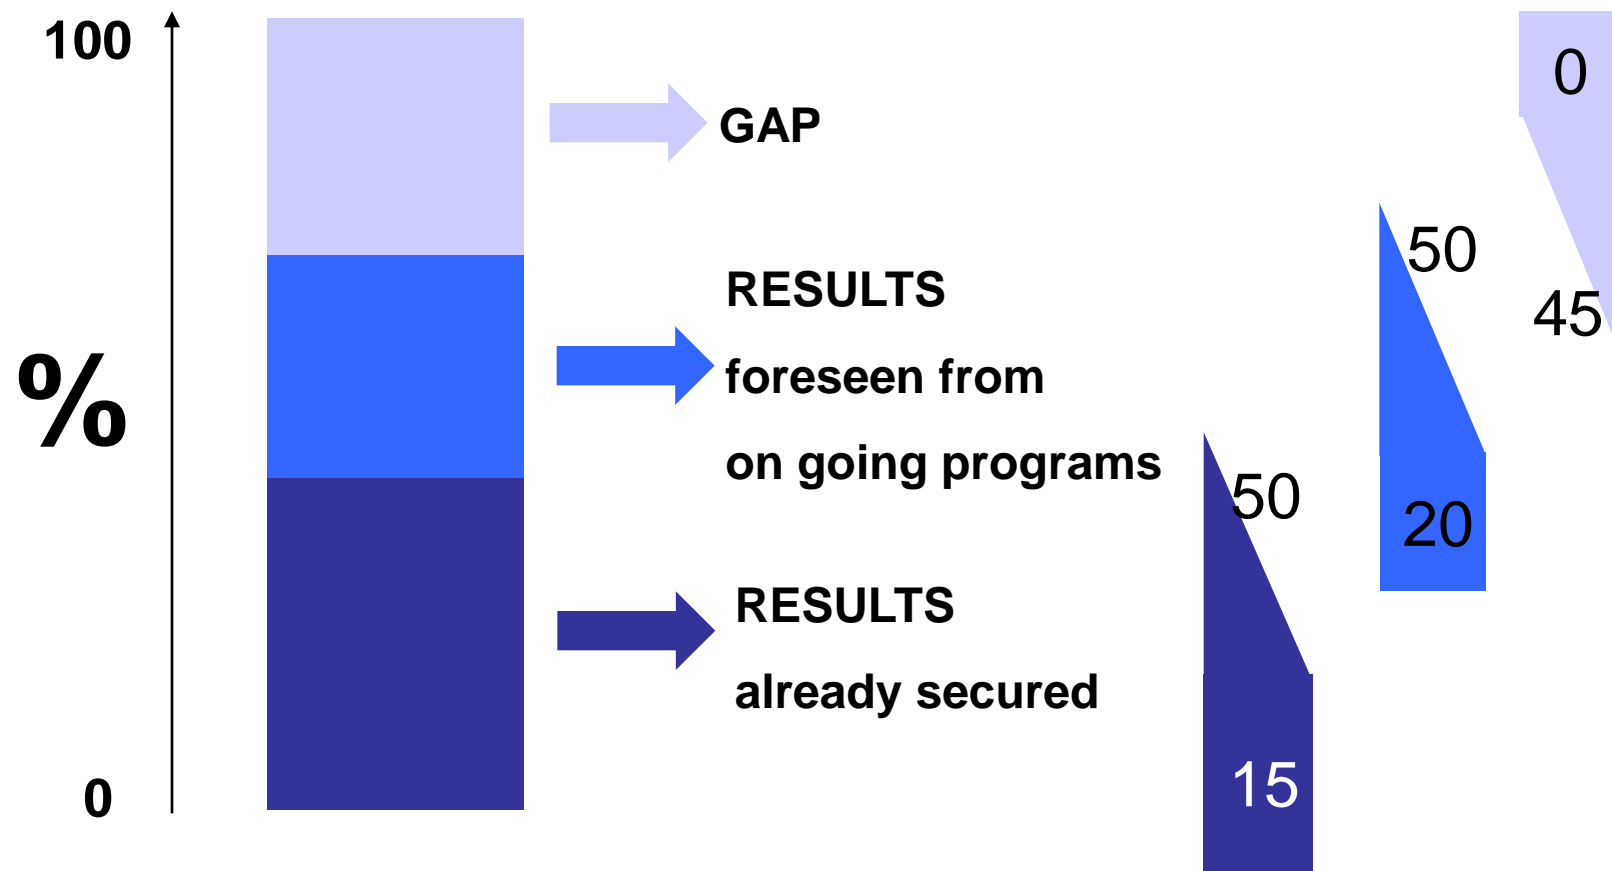 100
%
0
GAP
RESULTS
foreseen from
on going programs
RESULTS
already secured
50
15
50
20
0
45